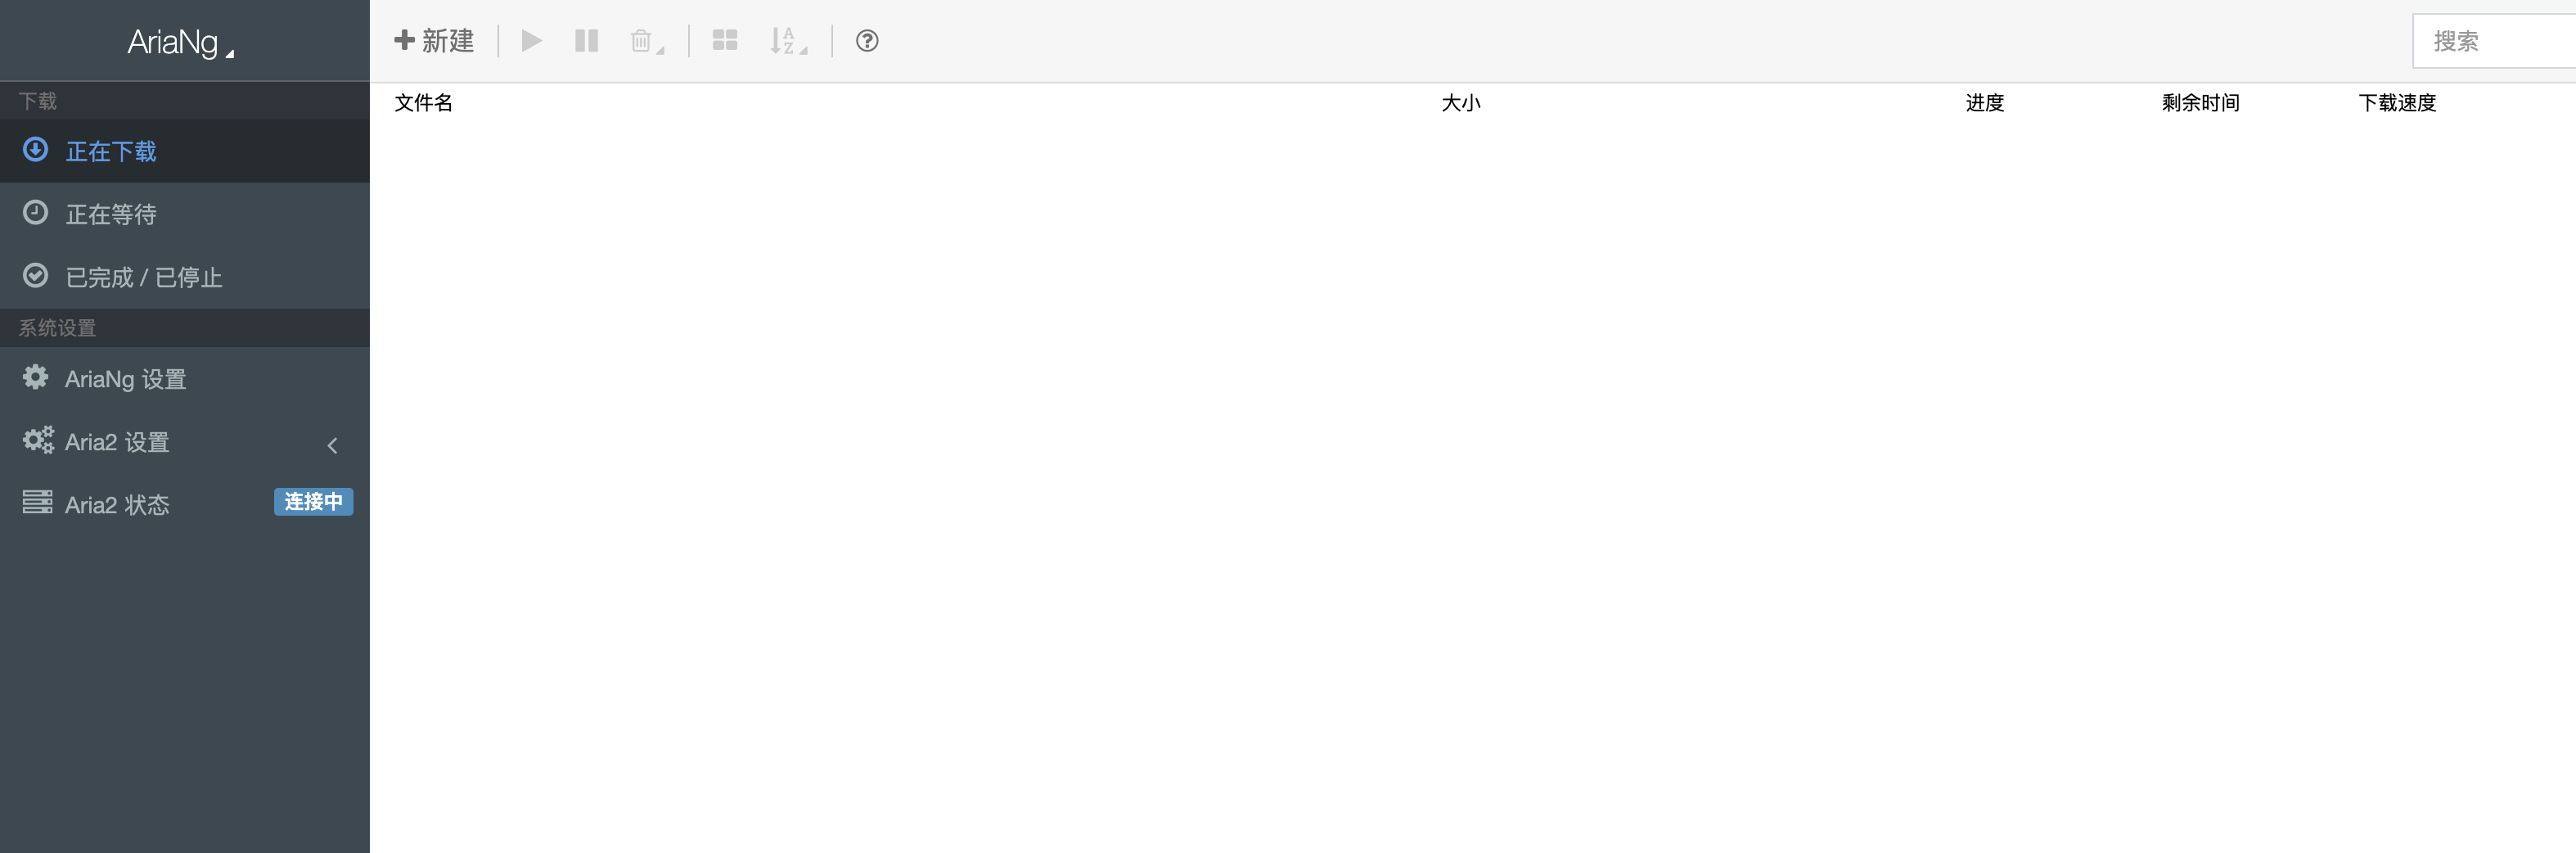 AriaNg
下载
正在下载
正在等待
已完成 / 已停止
系统设置
AriaNg 设置
Aria2 设置
Aria2 状态 连接中
新建
搜索
文件名 大小 进度 剩余时间 下载速度